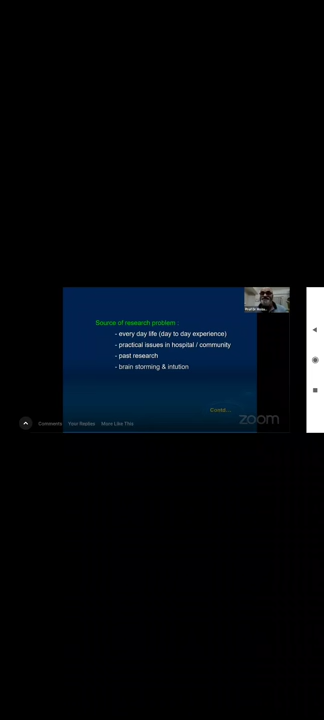 Source of research problem :
- every day life (day to day experience)
- practical issues in hospital / community
- past research
- brain storming & intution
Contd...
zoom
Comments Your Replies More Like This